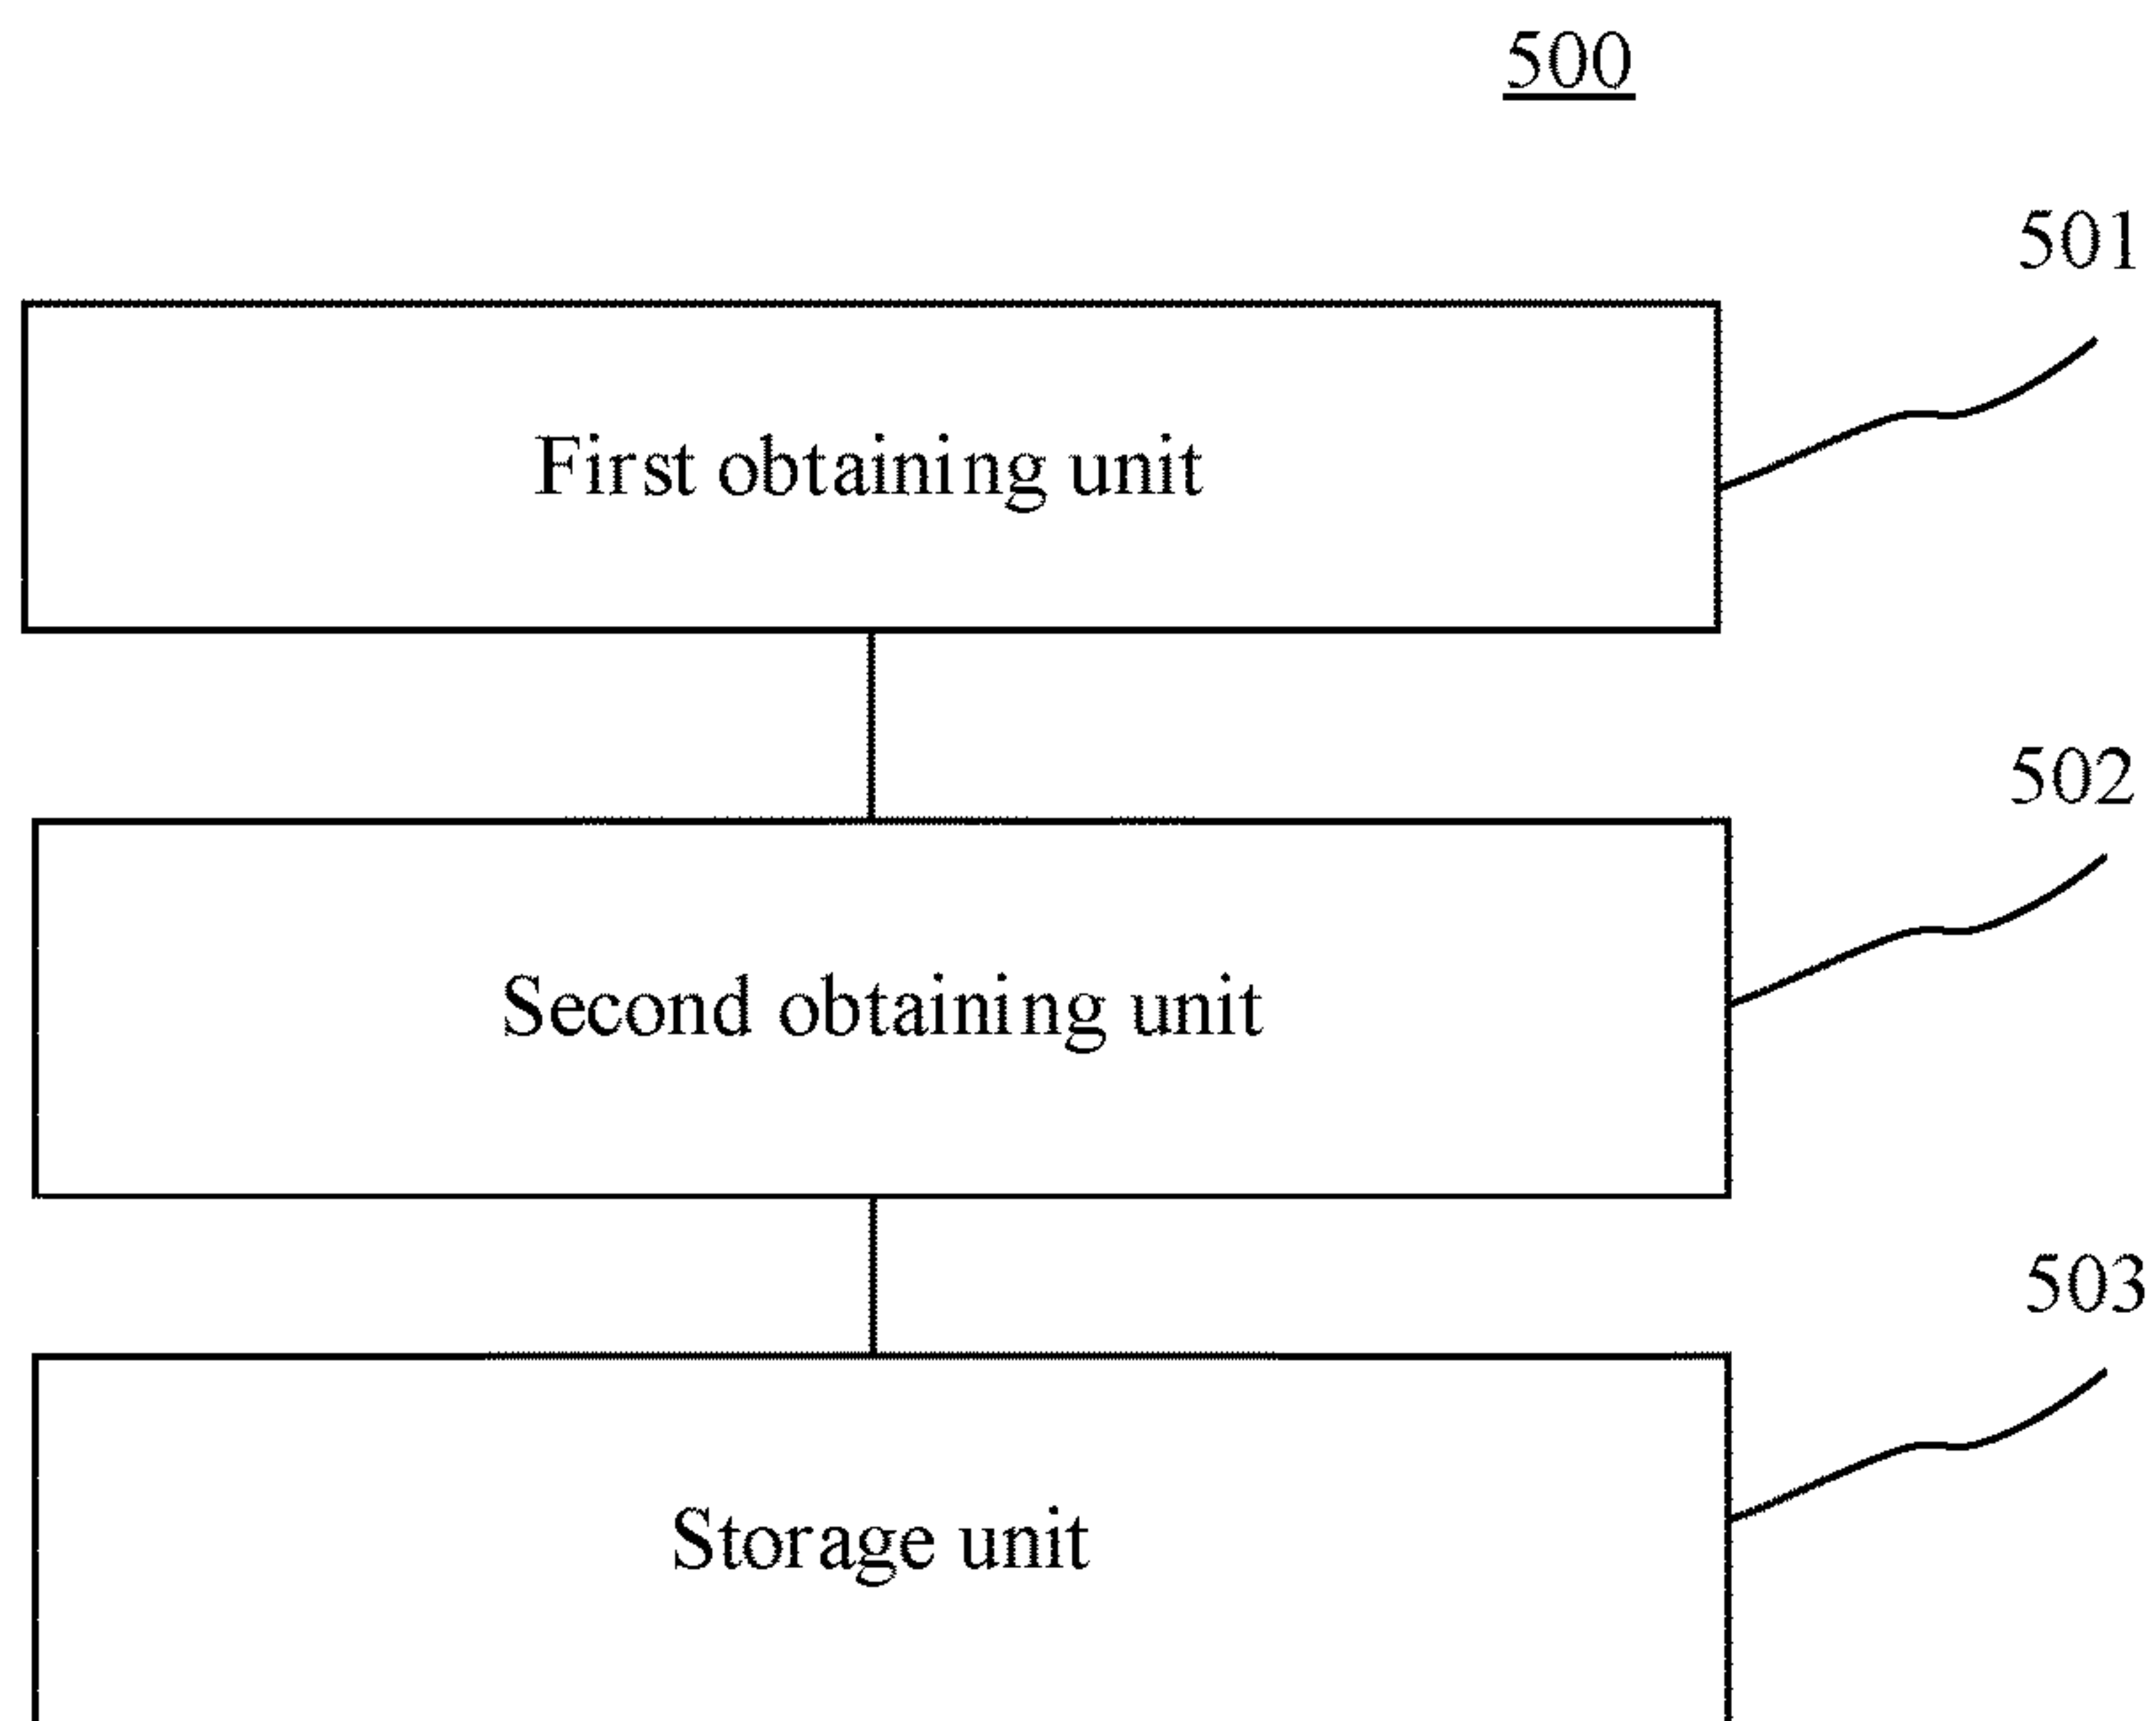 500
501
First obtaining unit
502
Second obtaining unit
503
Storage unit